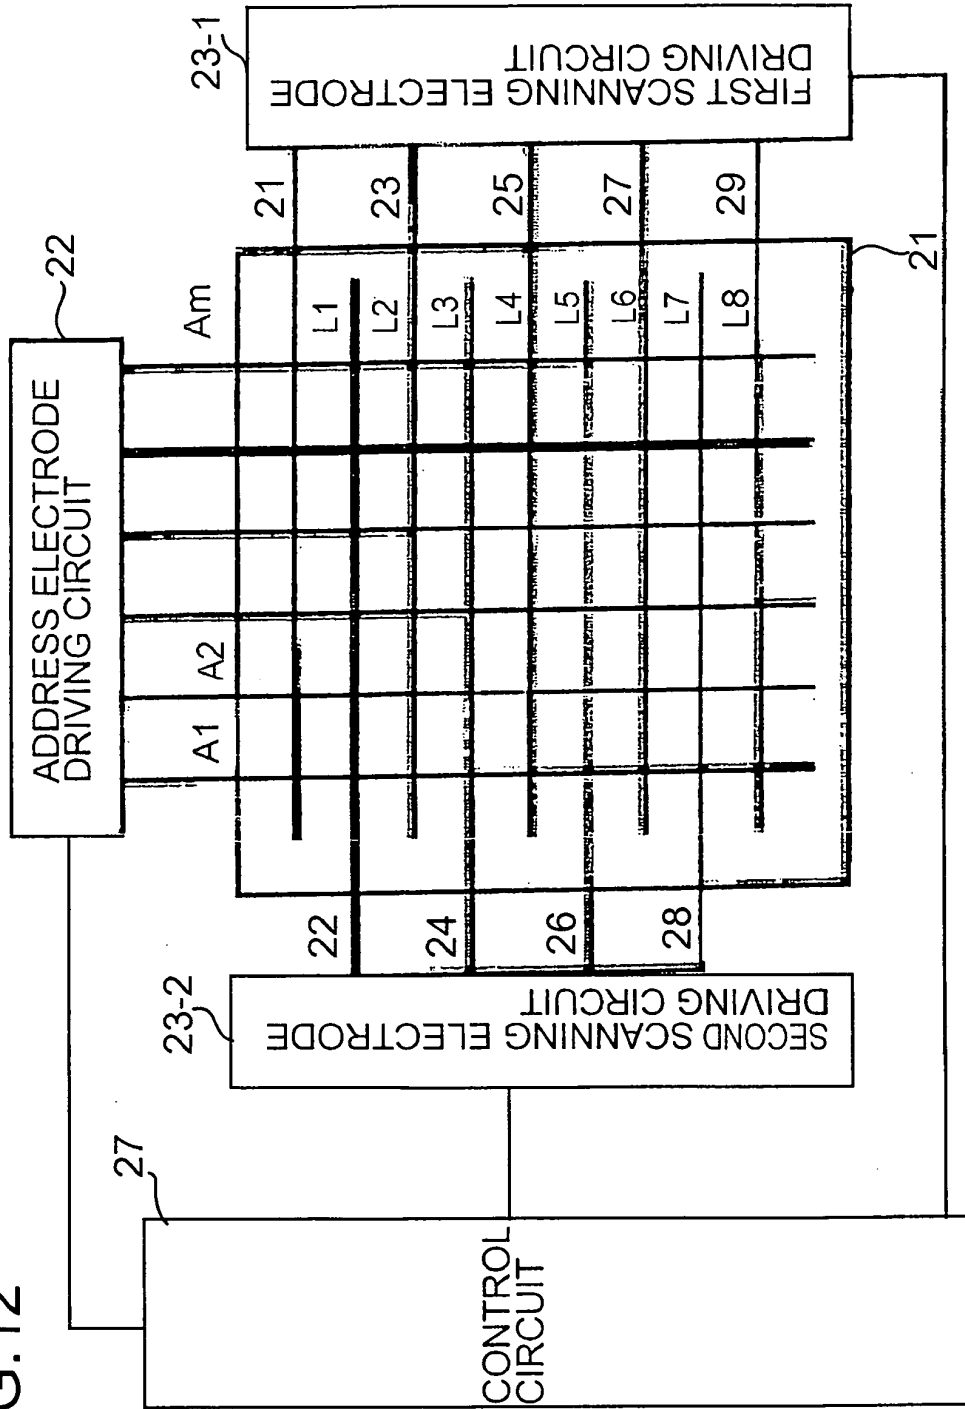 G.12
ADDRESS ELECTRODE
DRIVING CIRCUIT
22
23-1
FIRST SCANNING ELECTRODE
DRIVING CIRCUIT
A1
A2
Am
21
23
25
27
29
L1
L2
L3
L4
L5
L6
L7
L8
21
22
24
26
28
23-2
SECOND SCANNING ELECTRODE
DRIVING CIRCUIT
27
CONTROL
CIRCUIT